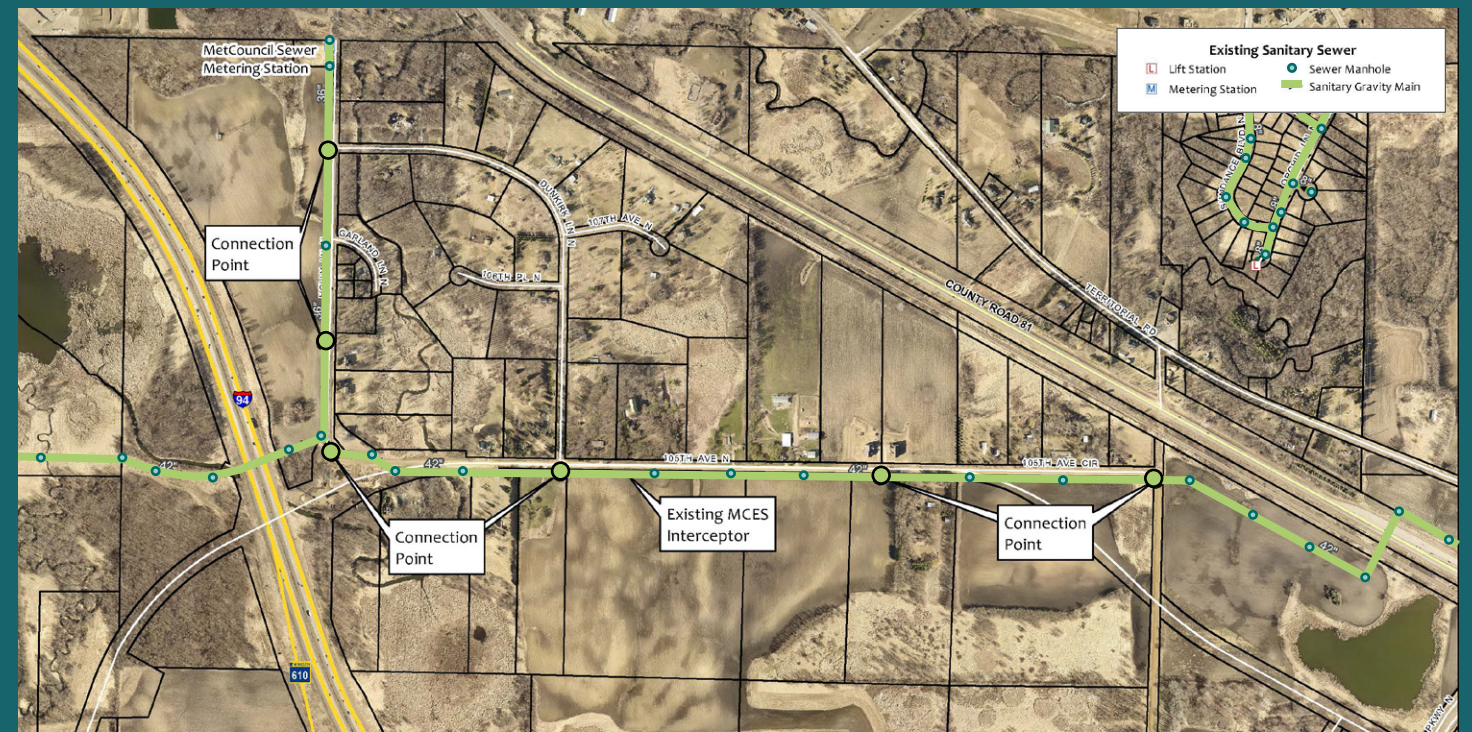 MetCouncil Sewer
Metering Station
Existing Sanitary Sewer
L Lift Station
Sewer Manhole
M Metering Station
Sanitary Gravity Main
36"
DUNKIRK LN N
107TH AVE N
Connection
Point
GARLAND LN N
106TH PL N
COUNTY ROAD 81
TERRITORIAL RD
L
94
42"
42"
105TH AVE N
42"
105TH AVE CIR
Existing MCES
Interceptor
Connection
Point
Connection
Point
42"
610
PKWY N